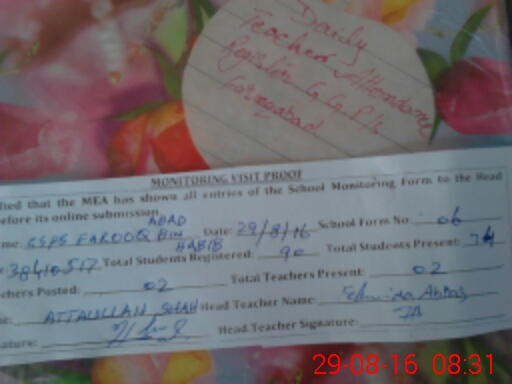 Daily
Teacher Attendance
Register G.G.P/S
MONITORING VISIT PROOF
fied that the MEA has shown all entries of the School Monitoring Form to the Head
efore its online submission.
ABAD
me: GGPS FAROOQ BIN Date: 29/8/16 School Form No: 06
HABIB
: 38410517 Total Students Registered: 90 Total Students Present: 74
chers Posted: 02 Total Teachers Present: 02
e: ATTAULLAH SHAH Head Teacher Name: Abbas
ature: Head Teacher Signature:
29-08-16 08:31